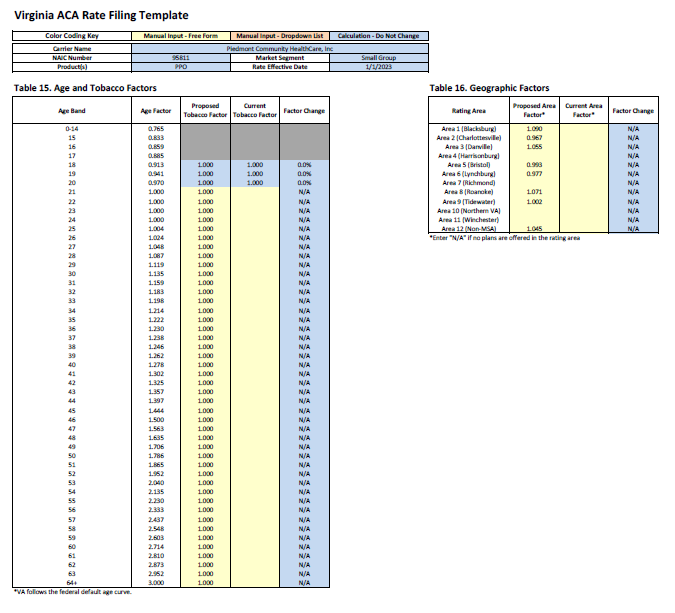 Virginia ACA Rate Filing Template
Color Coding Key Manual Input - Free Form Manual Input - Dropdown List Calculation - Do Not Change
Carrier Name Piedmont Community HealthCare, Inc
NAIC Number 95811 Market Segment Small Group
Product(s) PPO Rate Effective Date 1/1/2023
Table 15. Age and Tobacco Factors
Age Band Age Factor Proposed Tobacco Factor Current Tobacco Factor Factor Change
0-14 0.765
15 0.833
16 0.859
17 0.885
18 0.913 1.000 1.000 0.0%
19 0.941 1.000 1.000 0.0%
20 0.970 1.000 1.000 0.0%
21 1.000 1.000 N/A
22 1.000 1.000 N/A
23 1.000 1.000 N/A
24 1.000 1.000 N/A
25 1.004 1.000 N/A
26 1.024 1.000 N/A
27 1.048 1.000 N/A
28 1.087 1.000 N/A
29 1.119 1.000 N/A
30 1.135 1.000 N/A
31 1.159 1.000 N/A
32 1.183 1.000 N/A
33 1.198 1.000 N/A
34 1.214 1.000 N/A
35 1.222 1.000 N/A
36 1.230 1.000 N/A
37 1.238 1.000 N/A
38 1.246 1.000 N/A
39 1.262 1.000 N/A
40 1.278 1.000 N/A
41 1.302 1.000 N/A
42 1.325 1.000 N/A
43 1.357 1.000 N/A
44 1.397 1.000 N/A
45 1.444 1.000 N/A
46 1.500 1.000 N/A
47 1.563 1.000 N/A
48 1.635 1.000 N/A
49 1.706 1.000 N/A
50 1.786 1.000 N/A
51 1.865 1.000 N/A
52 1.952 1.000 N/A
53 2.040 1.000 N/A
54 2.135 1.000 N/A
55 2.230 1.000 N/A
56 2.333 1.000 N/A
57 2.437 1.000 N/A
58 2.548 1.000 N/A
59 2.603 1.000 N/A
60 2.714 1.000 N/A
61 2.810 1.000 N/A
62 2.873 1.000 N/A
63 2.952 1.000 N/A
64+ 3.000 1.000 N/A
*VA follows the federal default age curve.
Table 16. Geographic Factors
Rating Area Proposed Area Factor* Current Area Factor* Factor Change
Area 1 (Blacksburg) 1.090 N/A
Area 2 (Charlottesville) 0.967 N/A
Area 3 (Danville) 1.055 N/A
Area 4 (Harrisonburg) N/A
Area 5 (Bristol) 0.993 N/A
Area 6 (Lynchburg) 0.977 N/A
Area 7 (Richmond) N/A
Area 8 (Roanoke) 1.071 N/A
Area 9 (Tidewater) 1.002 N/A
Area 10 (Northern VA) N/A
Area 11 (Winchester) N/A
Area 12 (Non-MSA) 1.045 N/A
*Enter "N/A" if no plans are offered in the rating area